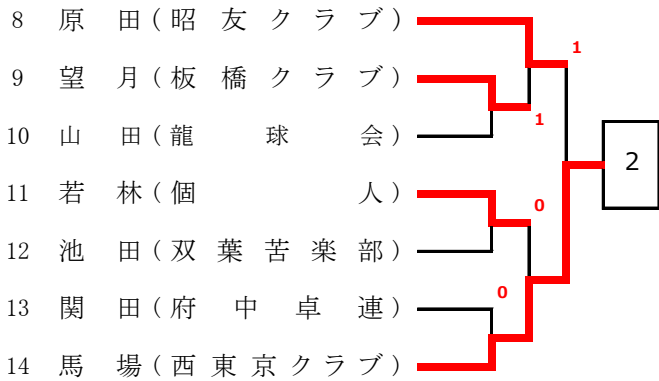 8 原田(昭友クラブ)
1
9 望月(板橋クラブ)
1
10 山田(龍球会)
2
11 若林(個人)
0
12 池田(双葉苦楽部)
13 関田(府中卓連)
0
14 馬場(西東京クラブ)